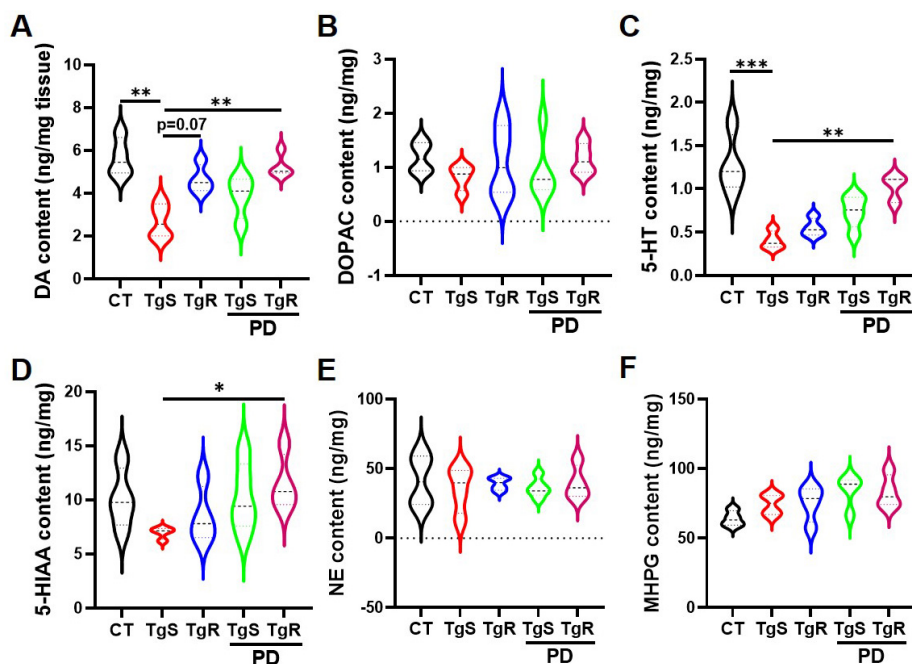 A
DA content (ng/mg tissue)
10
8
6
4
2
0
**
**
p=0.07
CT TgS TgR TgS TgR
PD
B
DOPAC content (ng/mg)
4
3
2
1
0
-1
CT TgS TgR TgS TgR
PD
C
5-HT content (ng/mg)
2.5
2.0
1.5
1.0
0.5
0.0
***
**
CT TgS TgR TgS TgR
PD
D
5-HIAA content (ng/mg)
20
15
10
5
0
*
CT TgS TgR TgS TgR
PD
E
NE content (ng/mg)
100
50
0
-50
CT TgS TgR TgS TgR
PD
F
MHPG content (ng/mg)
150
100
50
0
CT TgS TgR TgS TgR
PD